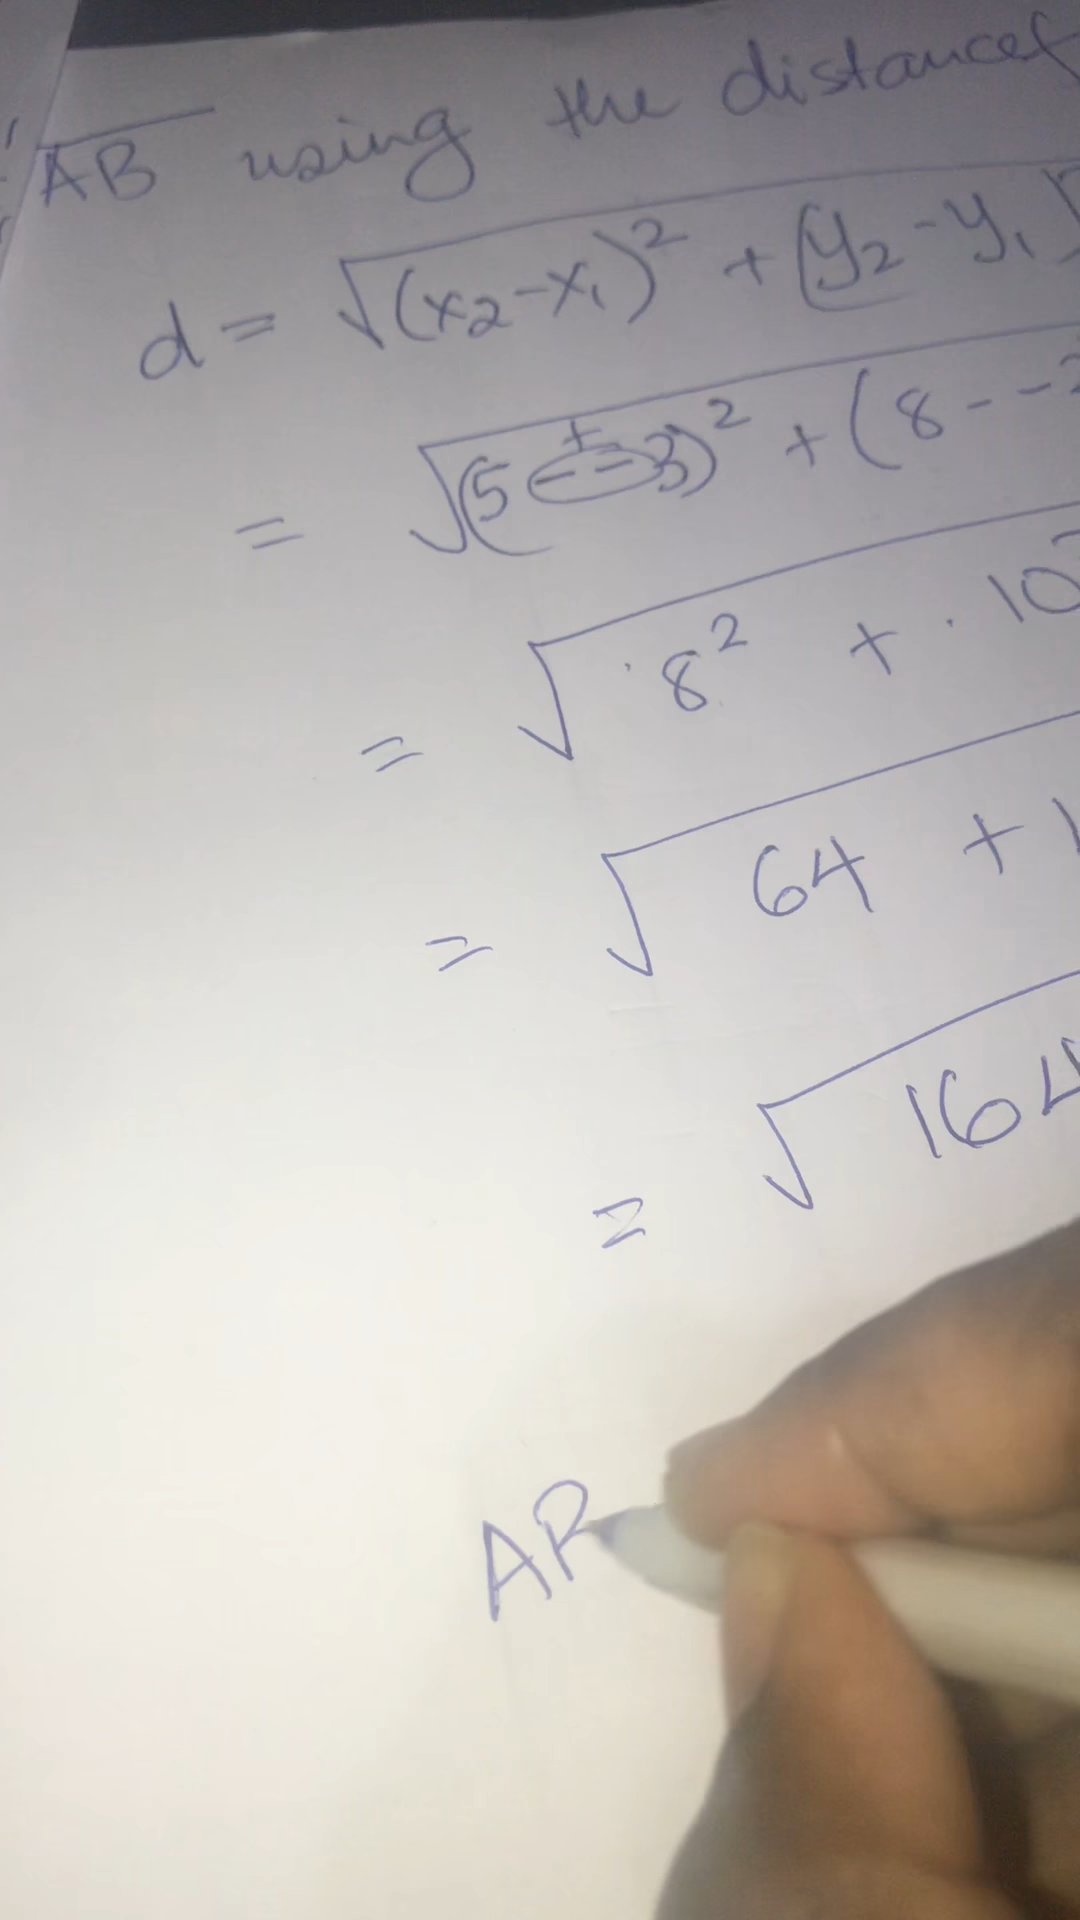 AB using the distance
d = √(x₂-x₁)² + (y₂-y₁)
= √(5 - - 3)² + (8 - -
+
= √8² + 10
= √64 + 1
= √164
AB